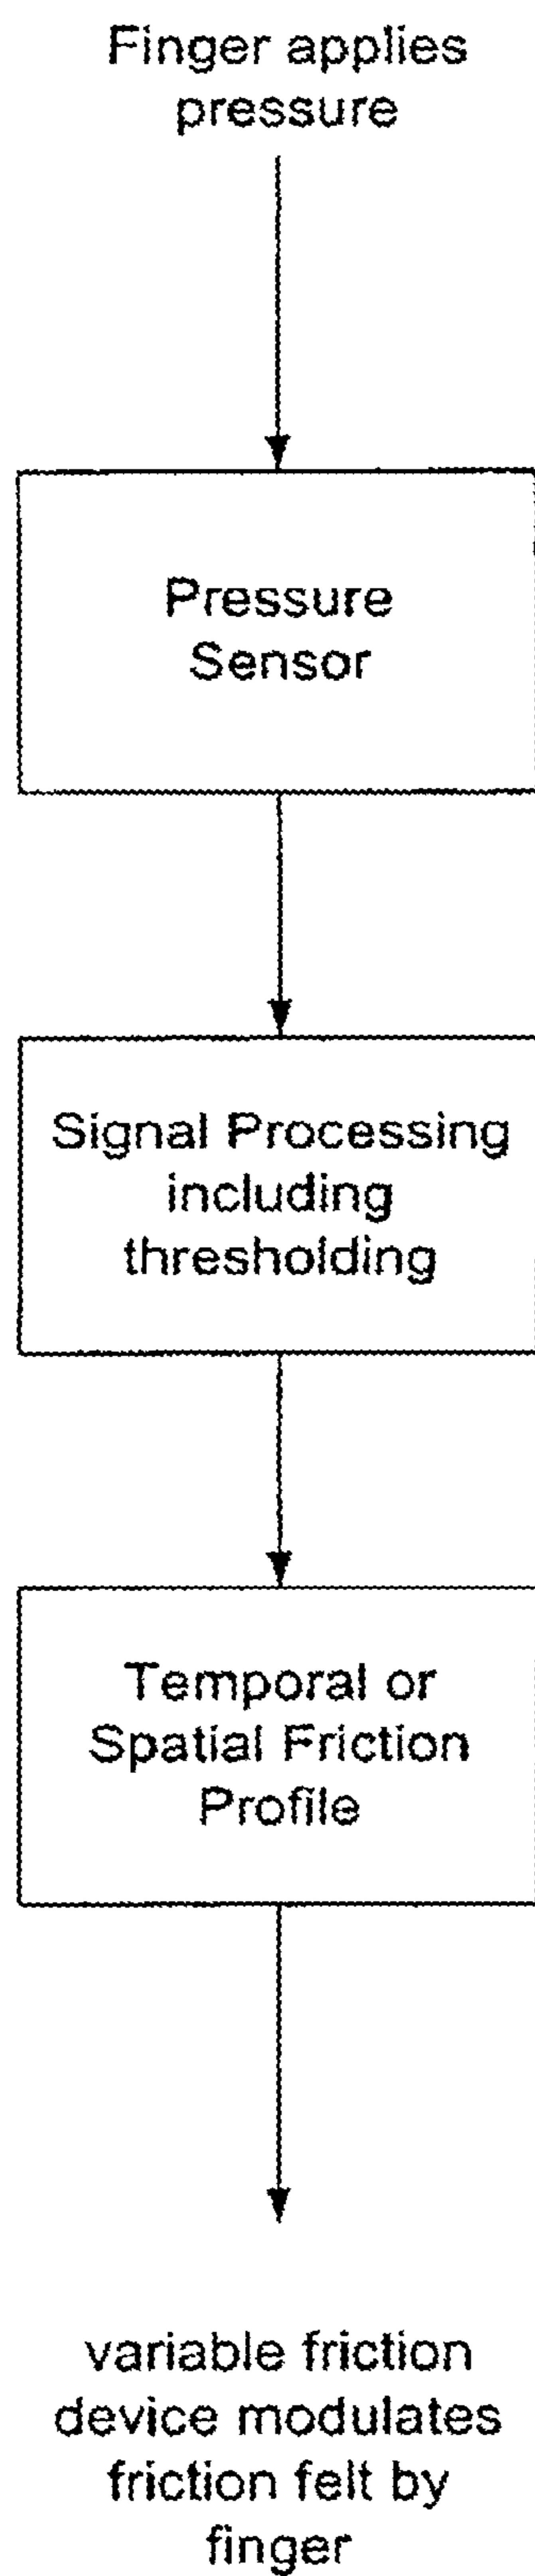 Finger applies
pressure
Pressure
Sensor
Signal Processing
including
thresholding
Temporal or
Spatial Friction
Profile
variable friction
device modulates
friction felt by
finger